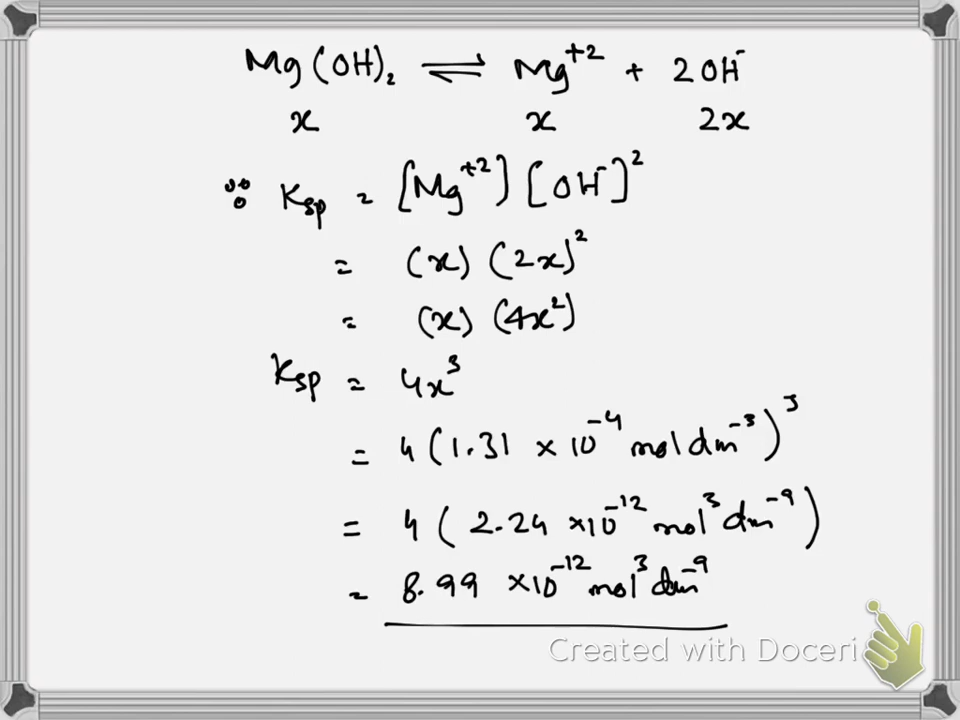 Mg(OH)₂ ⇌ Mg⁺² + 2OH⁻
x x 2x
∵ Ksp = [Mg⁺²] [OH⁻]²
= (x) (2x)²
= (x) (4x²)
Ksp = 4x³
= 4(1.31 × 10⁻⁴ mol dm⁻³)³
= 4(2.24 × 10⁻¹² mol³ dm⁻⁹)
= 8.99 × 10⁻¹² mol³ dm⁻⁹
Created with Doceri